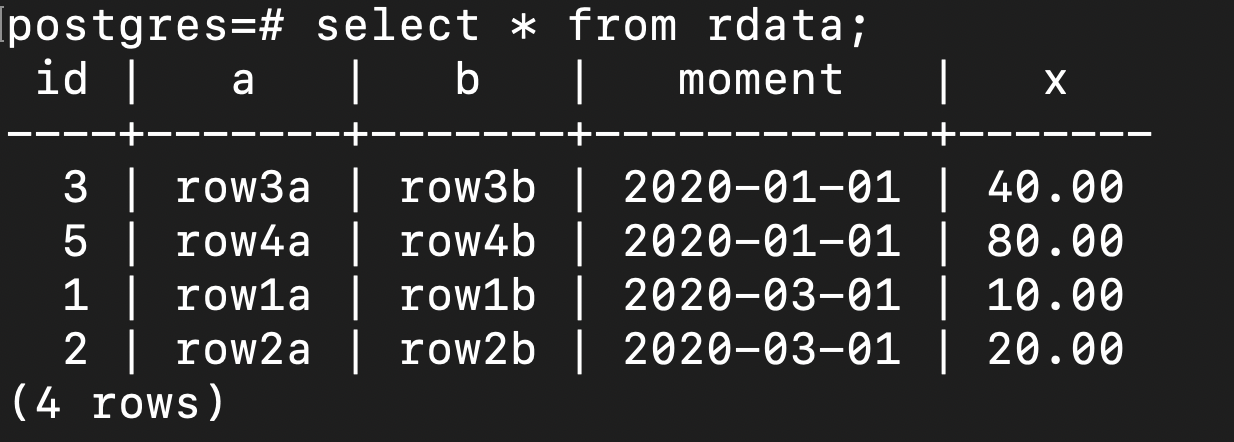 postgres=# select * from rdata;
 id |   a   |   b   |   moment   |   x
----+-------+-------+------------+-------
  3 | row3a | row3b | 2020-01-01 | 40.00
  5 | row4a | row4b | 2020-01-01 | 80.00
  1 | row1a | row1b | 2020-03-01 | 10.00
  2 | row2a | row2b | 2020-03-01 | 20.00
(4 rows)